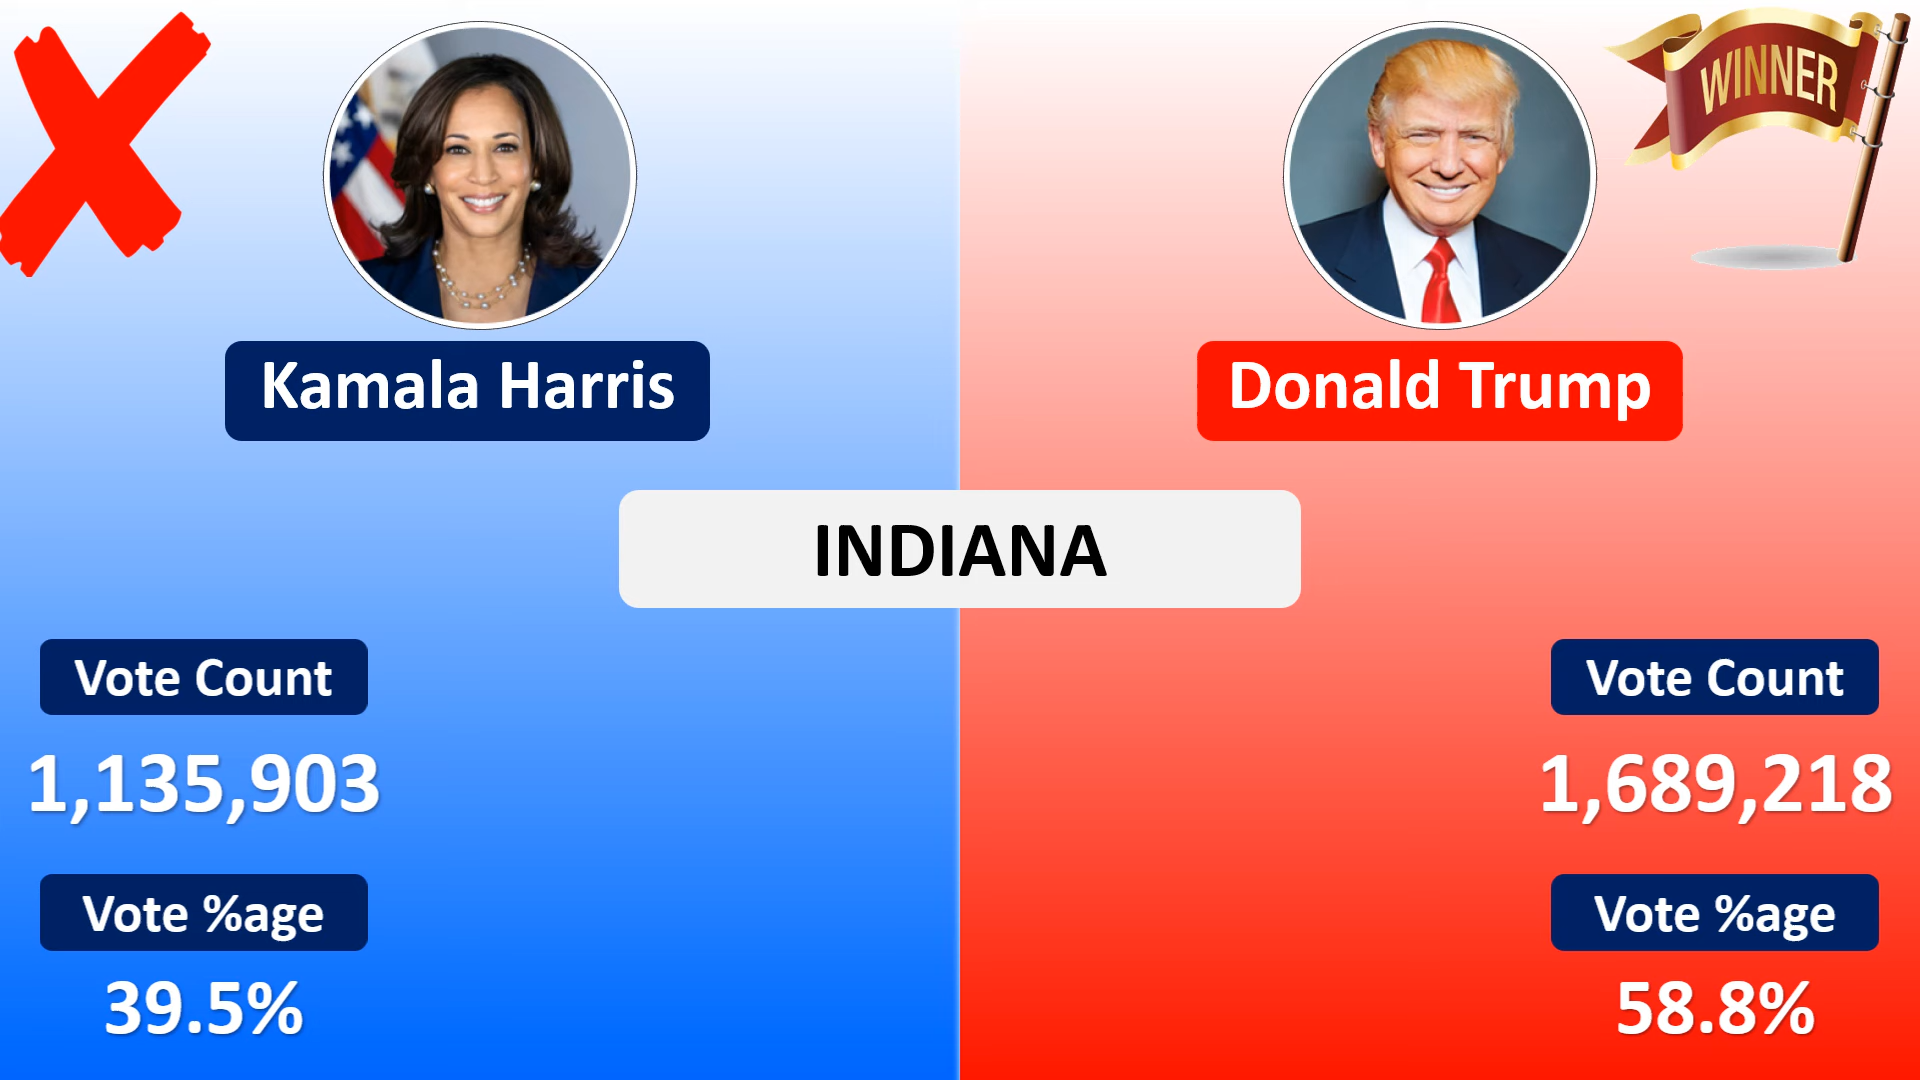 WINNER
Kamala Harris
Donald Trump
INDIANA
Vote Count
Vote Count
1,135,903
1,689,218
Vote %age
Vote %age
39.5%
58.8%